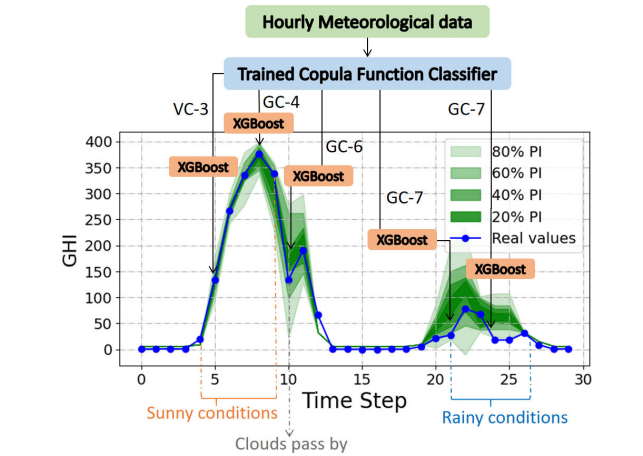 Hourly Meteorological data
Trained Copula Function Classifier
VC-3
GC-4
GC-7
XGBoost
GC-6
XGBoost
XGBoost
GC-7
XGBoost
XGBoost
80% PI
60% PI
40% PI
20% PI
Real values
GHI
400
350
300
250
200
150
100
50
0
0 5 10 15 20 25 30
Time Step
Sunny conditions
Rainy conditions
Clouds pass by